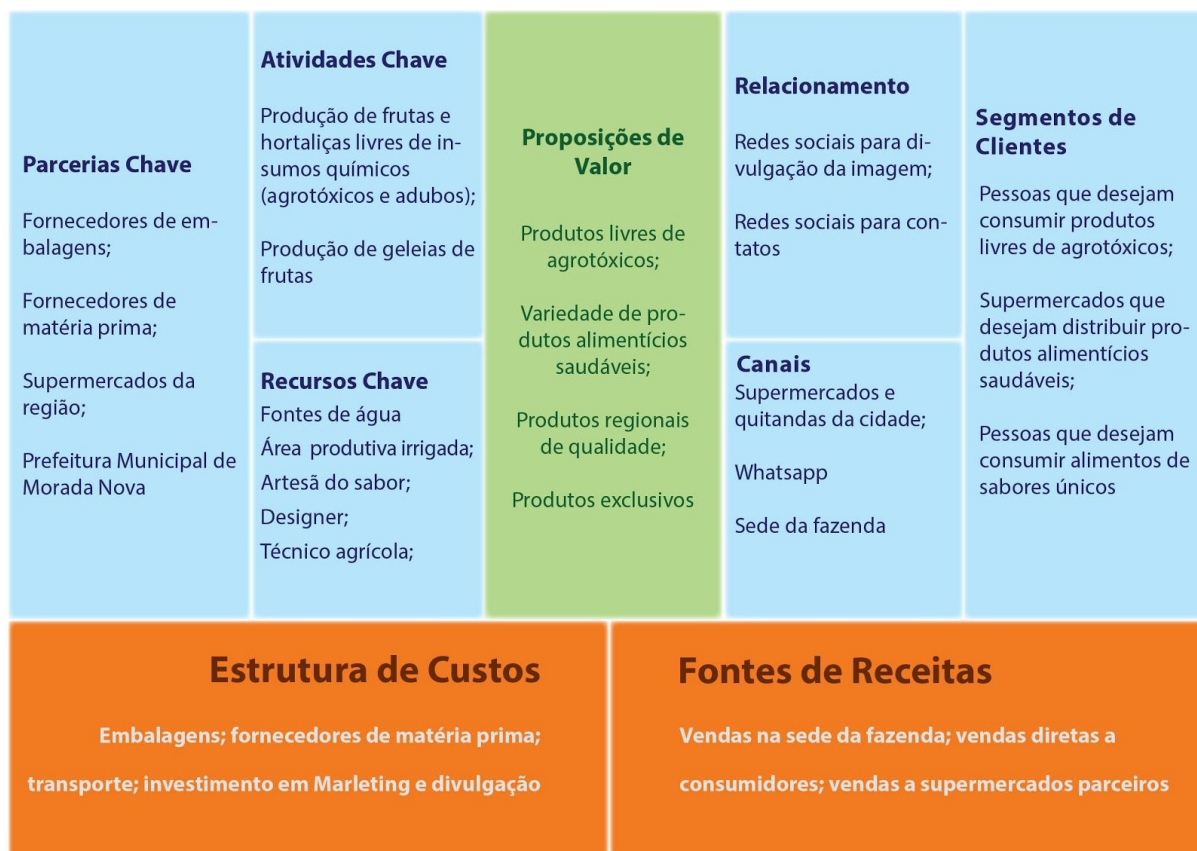 Parcerias Chave
Fornecedores de em-
balagens;
Fornecedores de
matéria prima;
Supermercados da
região;
Prefeitura Municipal de
Morada Nova
Atividades Chave
Produção de frutas e
hortaliças livres de in-
sumos químicos
(agrotóxicos e adubos);
Produção de geleias de
frutas
Recursos Chave
Fontes de água
Área produtiva irrigada;
Artesã do sabor;
Designer;
Técnico agrícola;
Proposições de
Valor
Produtos livres de
agrotóxicos;
Variedade de pro-
dutos alimentícios
saudáveis;
Produtos regionais
de qualidade;
Produtos exclusivos
Relacionamento
Redes sociais para di-
vulgação da imagem;
Redes sociais para con-
tatos
Canais
Supermercados e
quitandas da cidade;
Whatsapp
Sede da fazenda
Segmentos de
Clientes
Pessoas que desejam
consumir produtos
livres de agrotóxicos;
Supermercados que
desejam distribuir pro-
dutos alimentícios
saudáveis;
Pessoas que desejam
consumir alimentos de
sabores únicos
Estrutura de Custos
Embalagens; fornecedores de matéria prima;
transporte; investimento em Marleting e divulgação
Fontes de Receitas
Vendas na sede da fazenda; vendas diretas a
consumidores; vendas a supermercados parceiros